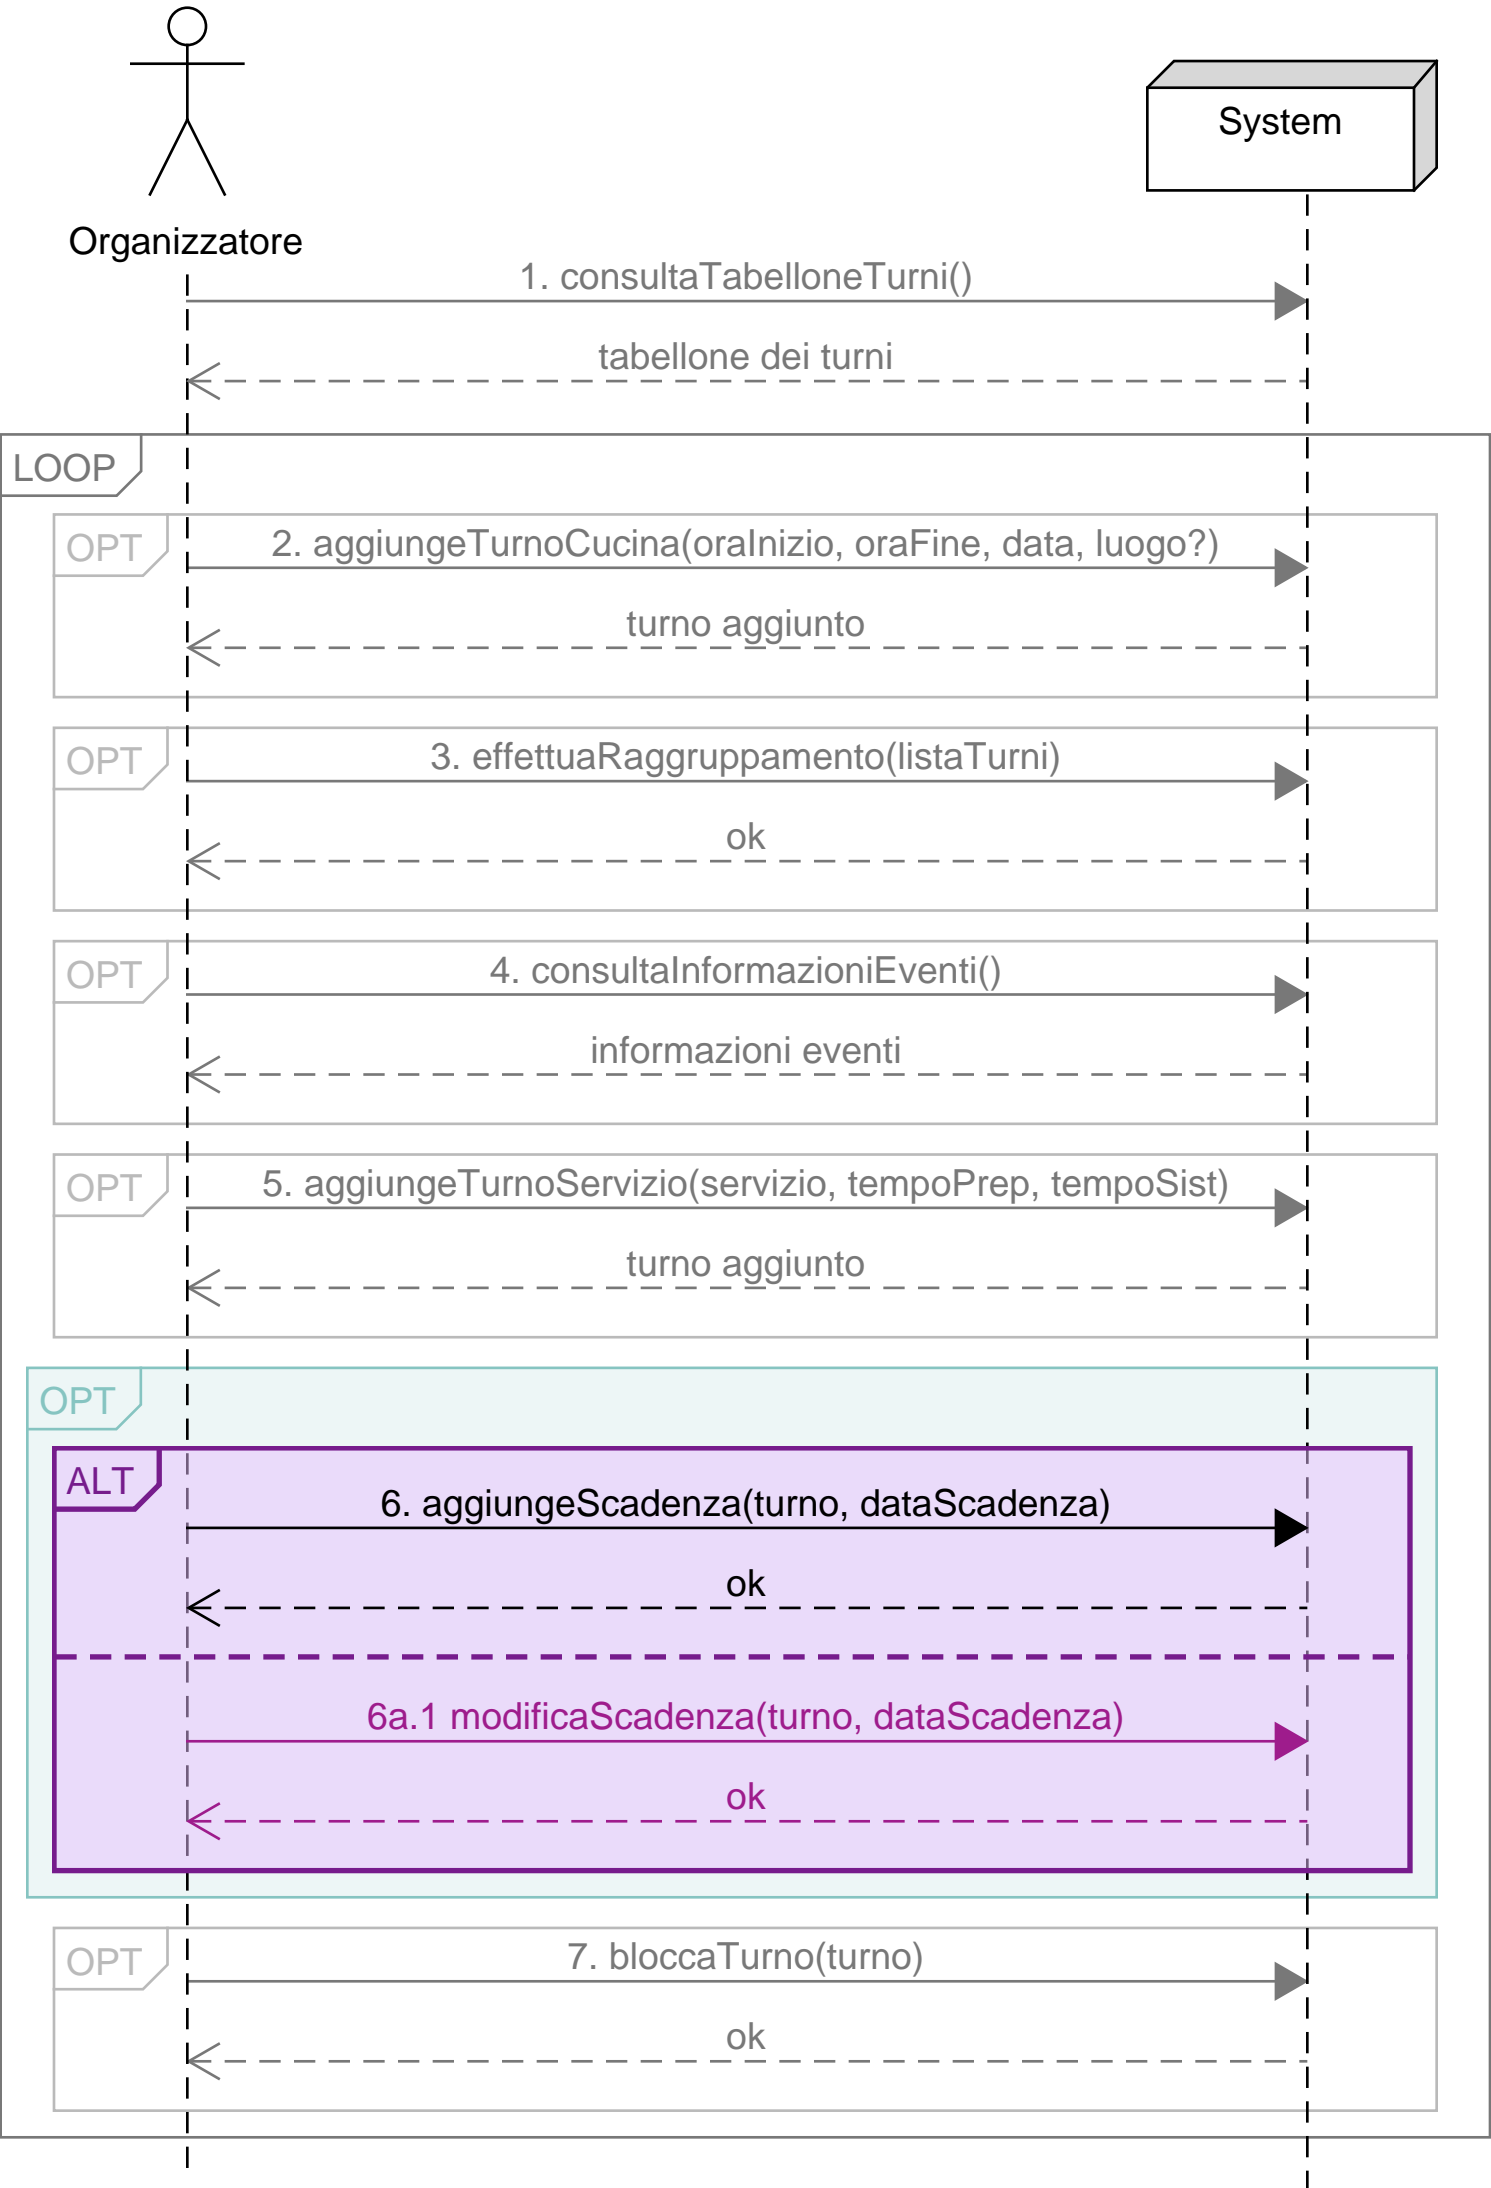 System
Organizzatore
1. consultaTabelloneTurni()
tabellone dei turni
LOOP
OPT
2. aggiungeTurnoCucina(oraInizio, oraFine, data, luogo?)
turno aggiunto
OPT
3. effettuaRaggruppamento(listaTurni)
ok
OPT
4. consultaInformazioniEventi()
informazioni eventi
OPT
5. aggiungeTurnoServizio(servizio, tempoPrep, tempoSist)
turno aggiunto
OPT
ALT
6. aggiungeScadenza(turno, dataScadenza)
ok
6a.1 modificaScadenza(turno, dataScadenza)
ok
OPT
7. bloccaTurno(turno)
ok